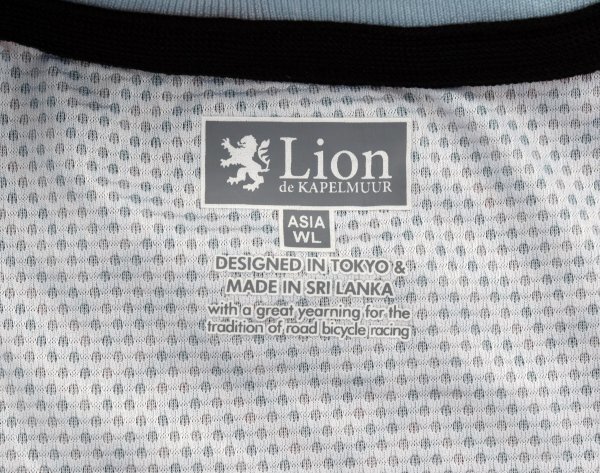 Lion
de KAPELMUUR
ASIA
WL
DESIGNED IN TOKYO &
MADE IN SRI LANKA
with a great yearning for the
tradition of road bicycle racing